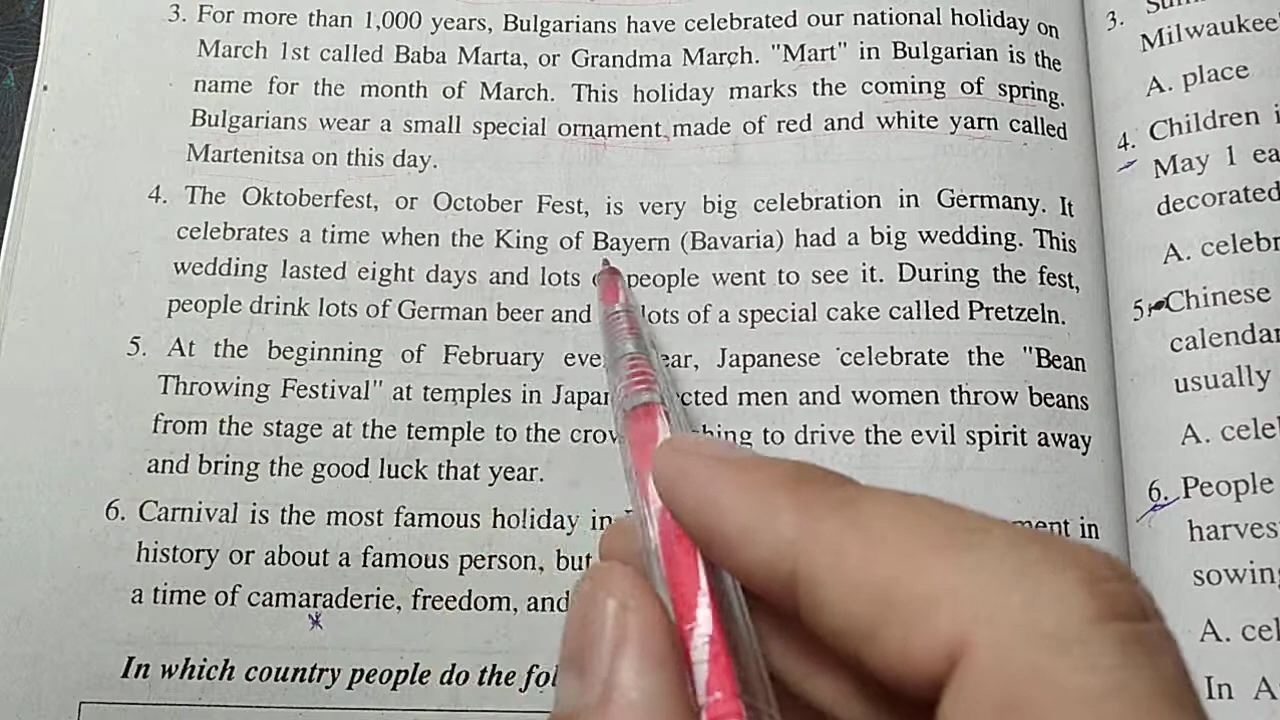 3. For more than 1,000 years, Bulgarians have celebrated our national holiday on
March 1st called Baba Marta, or Grandma March. "Mart" in Bulgarian is the
name for the month of March. This holiday marks the coming of spring.
Bulgarians wear a small special ornament made of red and white yarn called
Martenitsa on this day.
4. The Oktoberfest, or October Fest, is very big celebration in Germany. It
celebrates a time when the King of Bayern (Bavaria) had a big wedding. This
wedding lasted eight days and lots people went to see it. During the fest,
people drink lots of German beer and lots of a special cake called Pretzeln.
5. At the beginning of February Japanese celebrate the "Bean
Throwing Festival" at temples in men and women throw beans
from the stage at the temple to the to drive the evil spirit away
and bring the good luck that year.
6. Carnival is the most famous holiday in in
history or about a famous person, but
a time of camaraderie, freedom, and
In which country people do the
3.
Milwaukee
A. place
4. Children
May 1
decorated
A.
5. Chinese
usually
A.
6. People
A.
In A